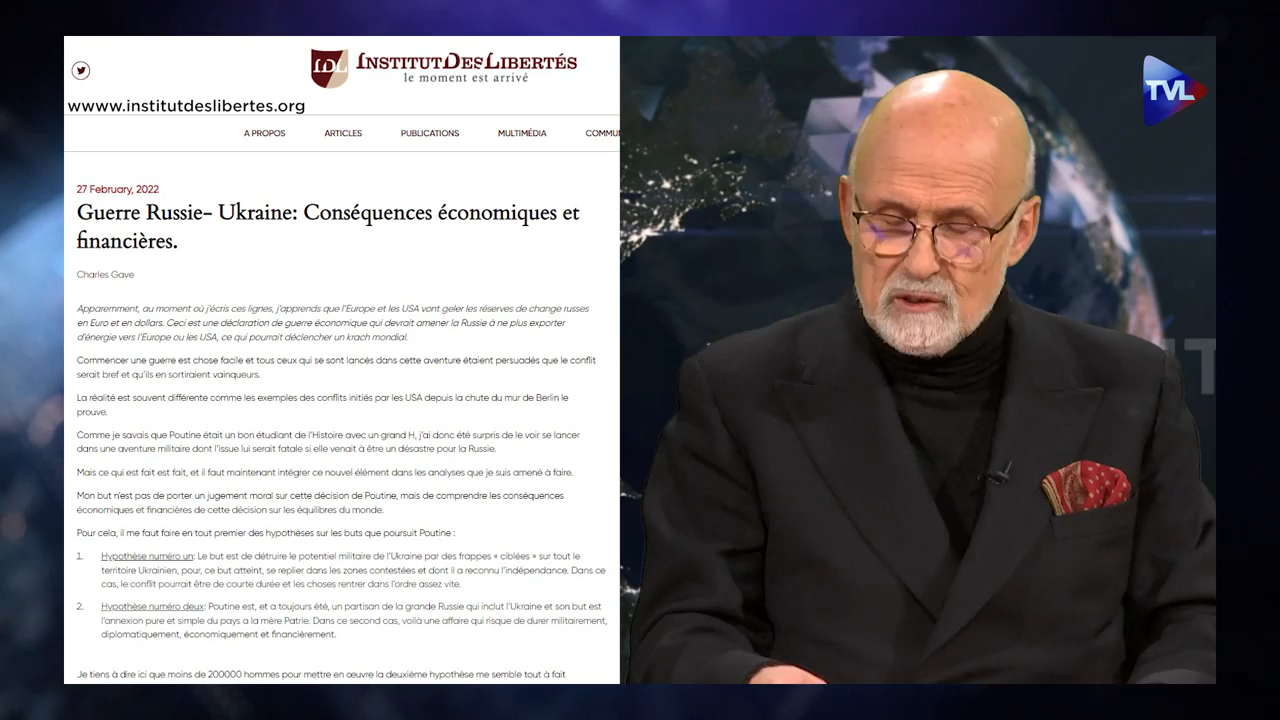 INSTITUTDESLIBERTÉS
LDL
le moment est arrivé
wwww.institutdeslibertes.org
A PROPOS ARTICLES PUBLICATIONS MULTIMÉDIA COMMU
27 February, 2022
Guerre Russie- Ukraine: Conséquences économiques et
financières.
Charles Gave
Apparemment, au moment où j'écris ces lignes, j'apprends que l'Europe et les USA vont geler les réserves de change russes
en Euro et en dollars. Ceci est une déclaration de guerre économique qui devrait amener la Russie à ne plus exporter
d'énergie vers l'Europe ou les USA, ce qui pourrait déclencher un krach mondial.
Commencer une guerre est chose facile et tous ceux qui se sont lancés dans cette aventure étaient persuadés que le conflit
serait bref et qu'ils en sortiraient vainqueurs.
La réalité est souvent différente comme les exemples des conflits initiés par les USA depuis la chute du mur de Berlin le
prouve.
Comme je savais que Poutine était un bon étudiant de l'Histoire avec un grand H, j'ai donc été surpris de le voir se lancer
dans une aventure militaire dont l'issue lui serait fatale si elle venait à être un désastre pour la Russie.
Mais ce qui est fait est fait, et il faut maintenant intégrer ce nouvel élément dans les analyses que je suis amené à faire.
Mon but n'est pas de porter un jugement moral sur cette décision de Poutine, mais de comprendre les conséquences
économiques et financières de cette décision sur les équilibres du monde.
Pour cela, il me faut faire en tout premier des hypothèses sur les buts que poursuit Poutine :
1. Hypothèse numéro un: Le but est de détruire le potentiel militaire de l'Ukraine par des frappes « ciblées » sur tout le
territoire Ukrainien, pour, ce but atteint, se replier dans les zones contestées et dont il a reconnu l'indépendance. Dans ce
cas, le conflit pourrait être de courte durée et les choses rentrer dans l'ordre assez vite.
2. Hypothèse numéro deux: Poutine est, et a toujours été, un partisan de la grande Russie qui inclut l'Ukraine et son but est
l'annexion pure et simple du pays a la mère Patrie. Dans ce second cas, voilà une affaire qui risque de durer militairement,
diplomatiquement, économiquement et financièrement.
Je tiens à dire ici que moins de 200000 hommes pour mettre en œuvre la deuxième hypothèse me semble tout à fait
TVL